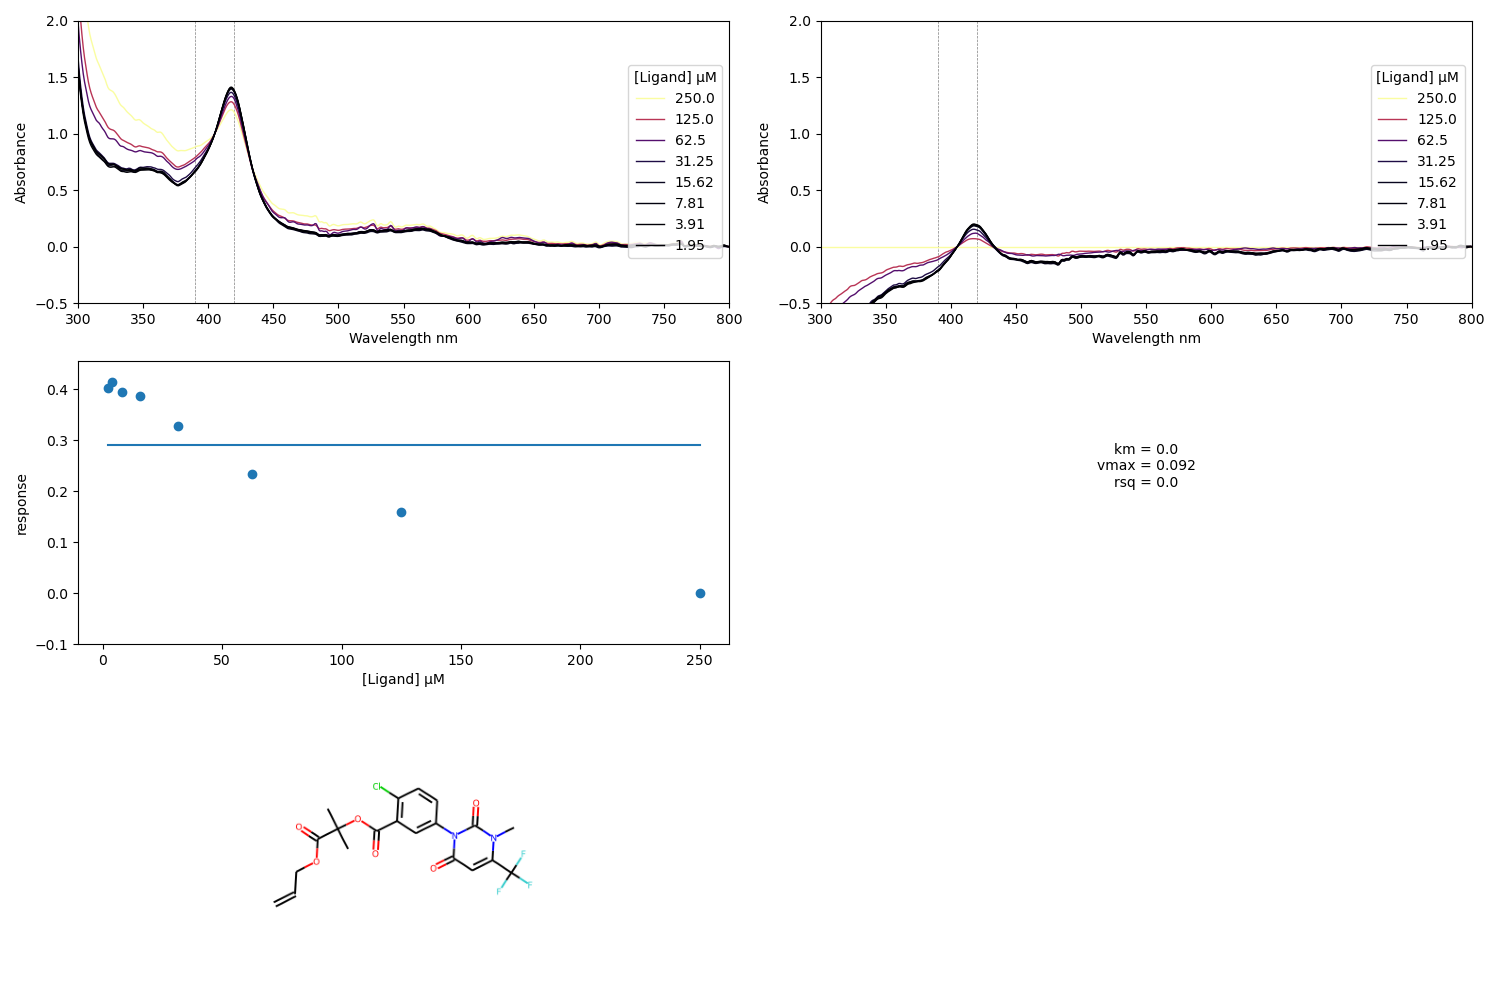 2.0
1.5
1.0
0.5
0.0
−0.5
Absorbance
300 350 400 450 500 550 600 650 700 750 800
Wavelength nm
[Ligand] µM
250.0
125.0
62.5
31.25
15.62
7.81
3.91
1.95
2.0
1.5
1.0
0.5
0.0
−0.5
Absorbance
300 350 400 450 500 550 600 650 700 750 800
Wavelength nm
[Ligand] µM
250.0
125.0
62.5
31.25
15.62
7.81
3.91
1.95
0.4
0.3
0.2
0.1
0.0
−0.1
response
0 50 100 150 200 250
[Ligand] µM
km = 0.0
vmax = 0.092
rsq = 0.0
Cl
O
O
O
O
O
N
N
O
F
F
F